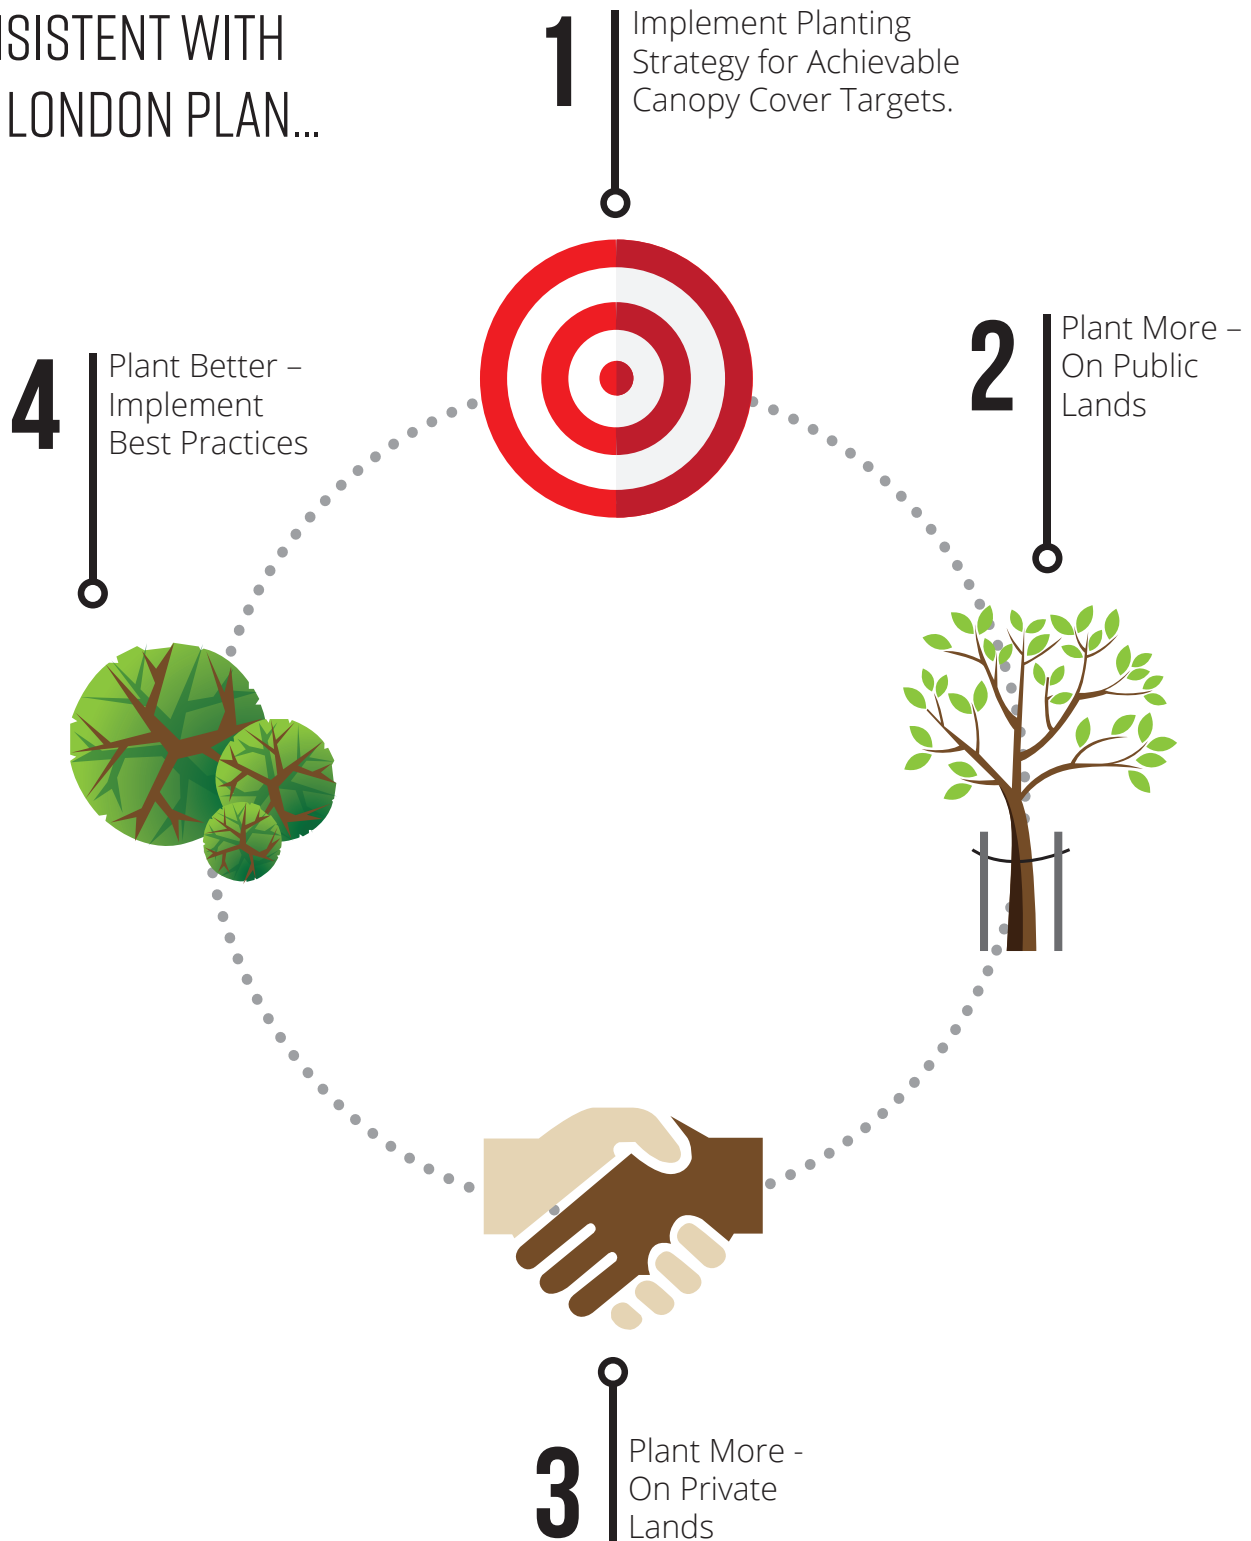 NSISTENT WITH
LONDON PLAN...
1
Implement Planting
Strategy for Achievable
Canopy Cover Targets.
2
Plant More –
On Public
Lands
3
Plant More -
On Private
Lands
4
Plant Better –
Implement
Best Practices